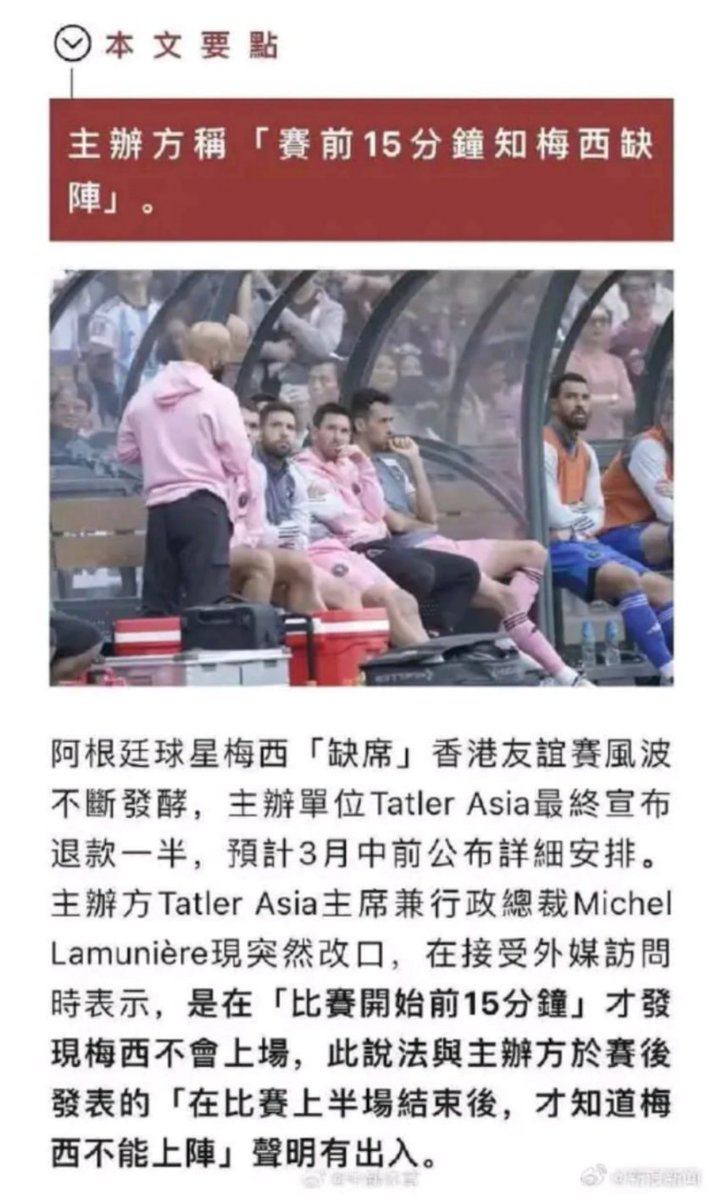 本文要點
主辦方稱「賽前15分鐘知梅西缺
陣」。
阿根廷球星梅西「缺席」香港友誼賽風波
不斷發酵，主辦單位Tatler Asia最終宣布
退款一半，預計3月中前公布詳細安排。
主辦方Tatler Asia主席兼行政總裁Michel
Lamunière現突然改口，在接受外媒訪問
時表示，是在「比賽開始前15分鐘」才發
現梅西不會上場，此說法與主辦方於賽後
發表的「在比賽上半場結束後，才知道梅
西不能上陣」聲明有出入。
@新浪新闻